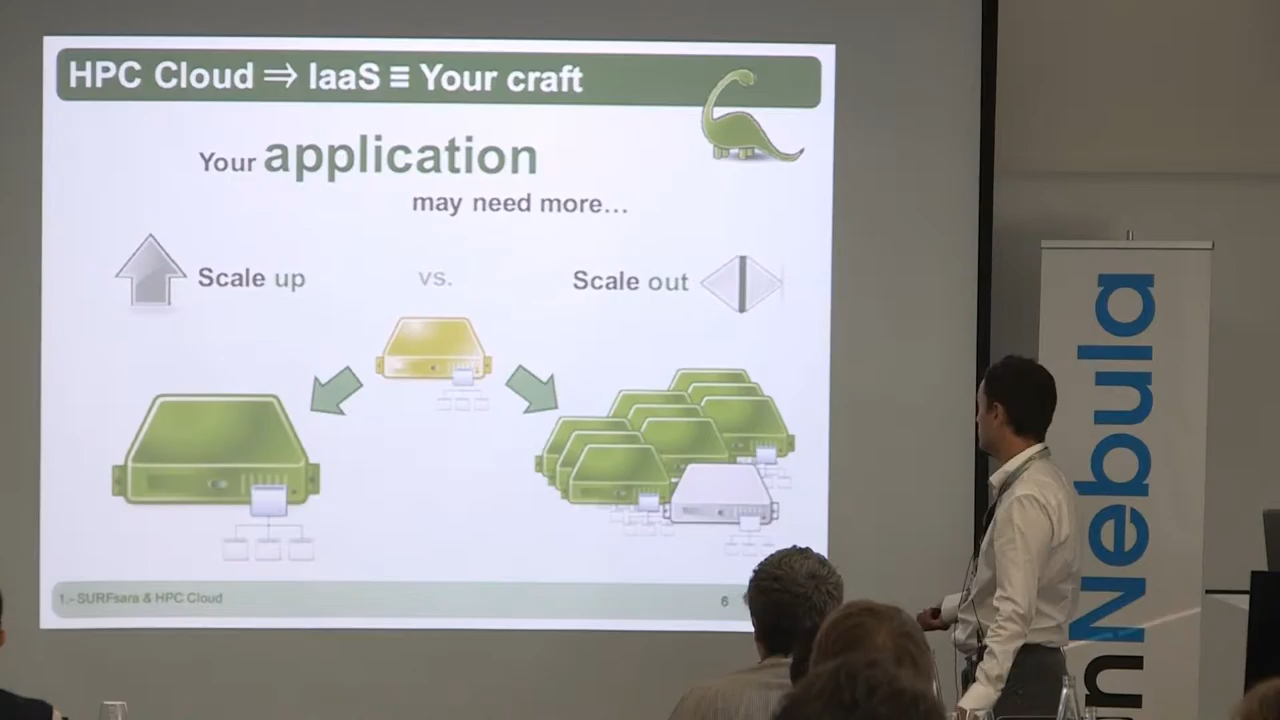 HPC Cloud ⇒ IaaS ≡ Your craft
Your application
may need more...
Scale up
vs.
Scale out
1.- SURFsara & HPC Cloud
6
nNebula